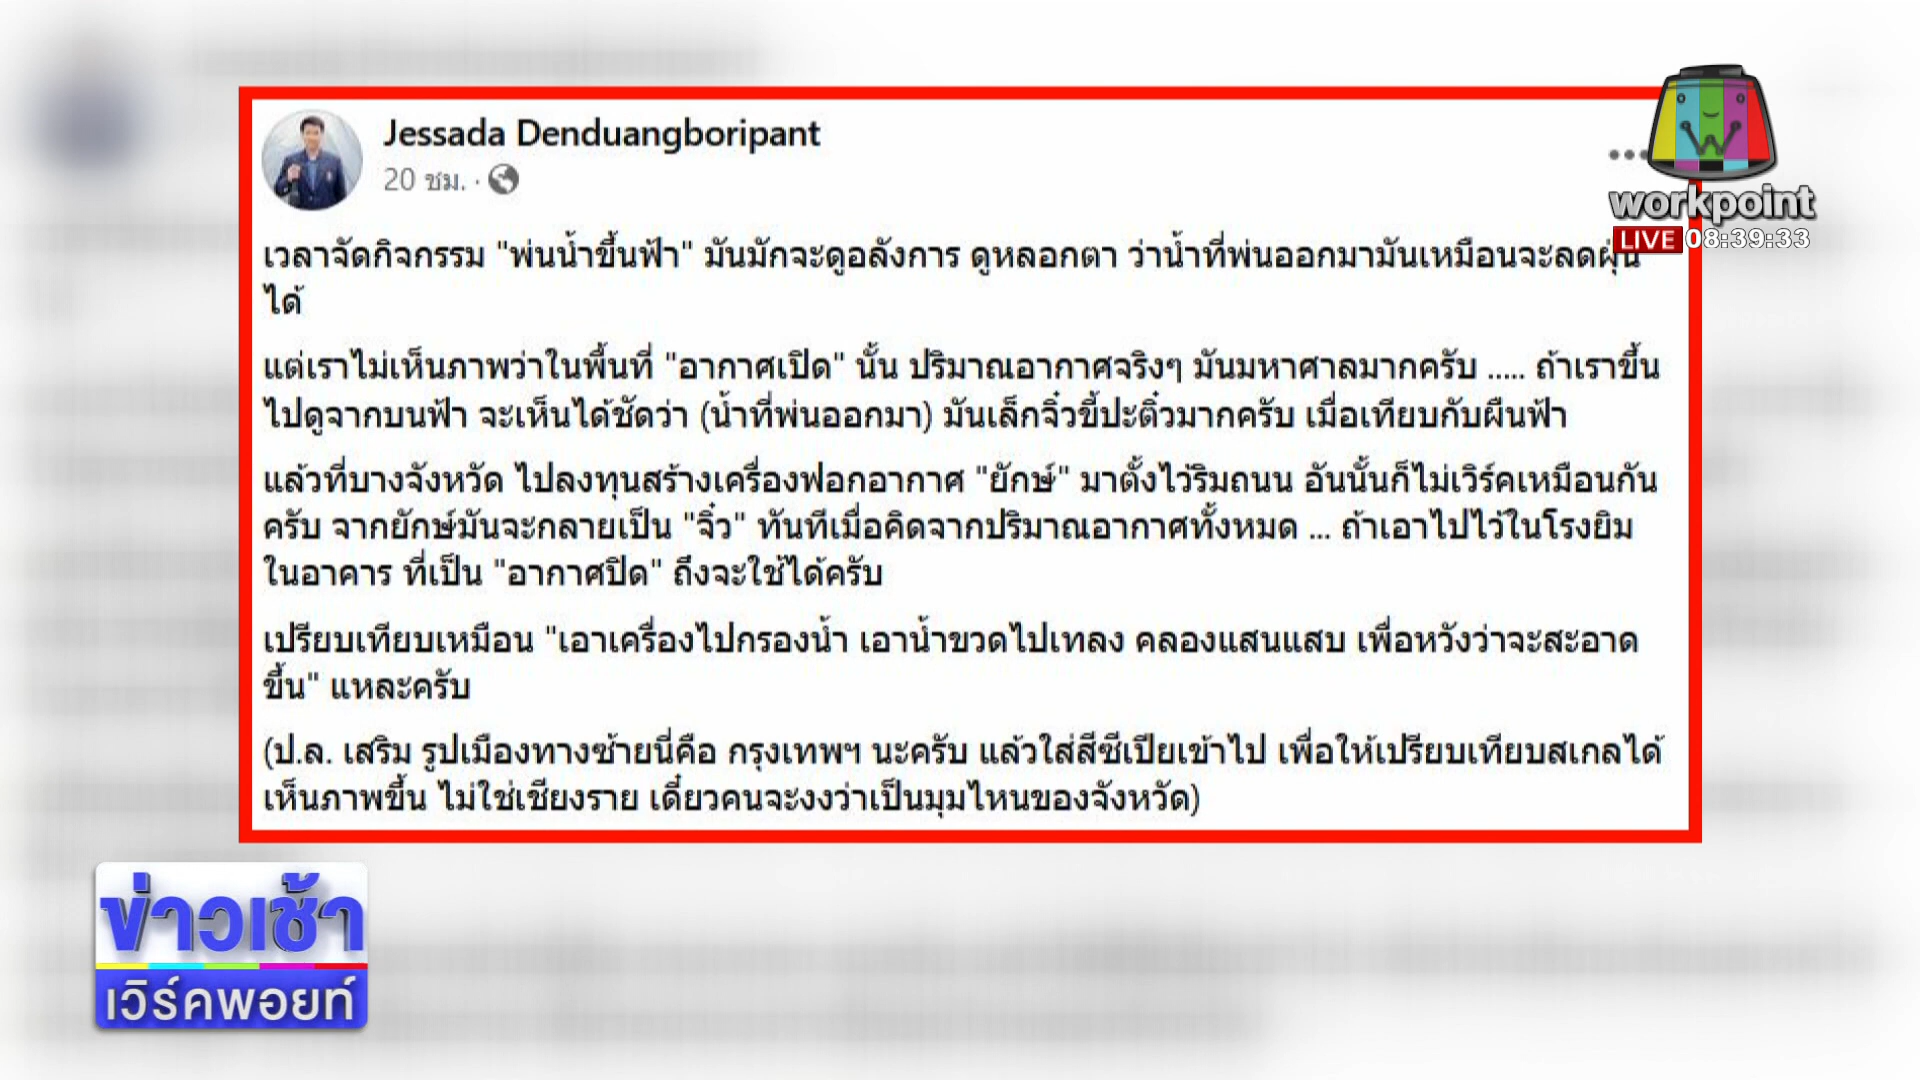 Jessada Denduangboripant
20 ชม.
workpoint
LIVE 08:39:33
เวลาจัดกิจกรรม "พ่นน้ำขึ้นฟ้า" มันมักจะดูอลังการ ดูหลอกตา ว่าน้ำที่พ่นออกมามันเหมือนจะลดฝุ่น
ได้
แต่เราไม่เห็นภาพว่าในพื้นที่ "อากาศเปิด" นั้น ปริมาณอากาศจริงๆ มันมหาศาลมากครับ ..... ถ้าเราขึ้น
ไปดูจากบนฟ้า จะเห็นได้ชัดว่า (น้ำที่พ่นออกมา) มันเล็กจิ๋วขี้ปะติ๋วมากครับ เมื่อเทียบกับผืนฟ้า
แล้วที่บางจังหวัด ไปลงทุนสร้างเครื่องฟอกอากาศ "ยักษ์" มาตั้งไว้ริมถนน อันนั้นก็ไม่เวิร์คเหมือนกัน
ครับ จากยักษ์มันจะกลายเป็น "จิ๋ว" ทันทีเมื่อคิดจากปริมาณอากาศทั้งหมด ... ถ้าเอาไปไว้ในโรงยิม
ในอาคาร ที่เป็น "อากาศปิด" ถึงจะใช้ได้ครับ
เปรียบเทียบเหมือน "เอาเครื่องไปกรองน้ำ เอาน้ำขวดไปเทลง คลองแสนแสบ เพื่อหวังว่าจะสะอาด
ขึ้น" แหละครับ
(ป.ล. เสริม รูปเมืองทางซ้ายนี่คือ กรุงเทพฯ นะครับ แล้วใส่สีซีเปียเข้าไป เพื่อให้เปรียบเทียบสเกลได้
เห็นภาพขึ้น ไม่ใช่เชียงราย เดี๋ยวคนจะงงว่าเป็นมุมไหนของจังหวัด)
ข่าวเช้า
เวิร์คพอยท์